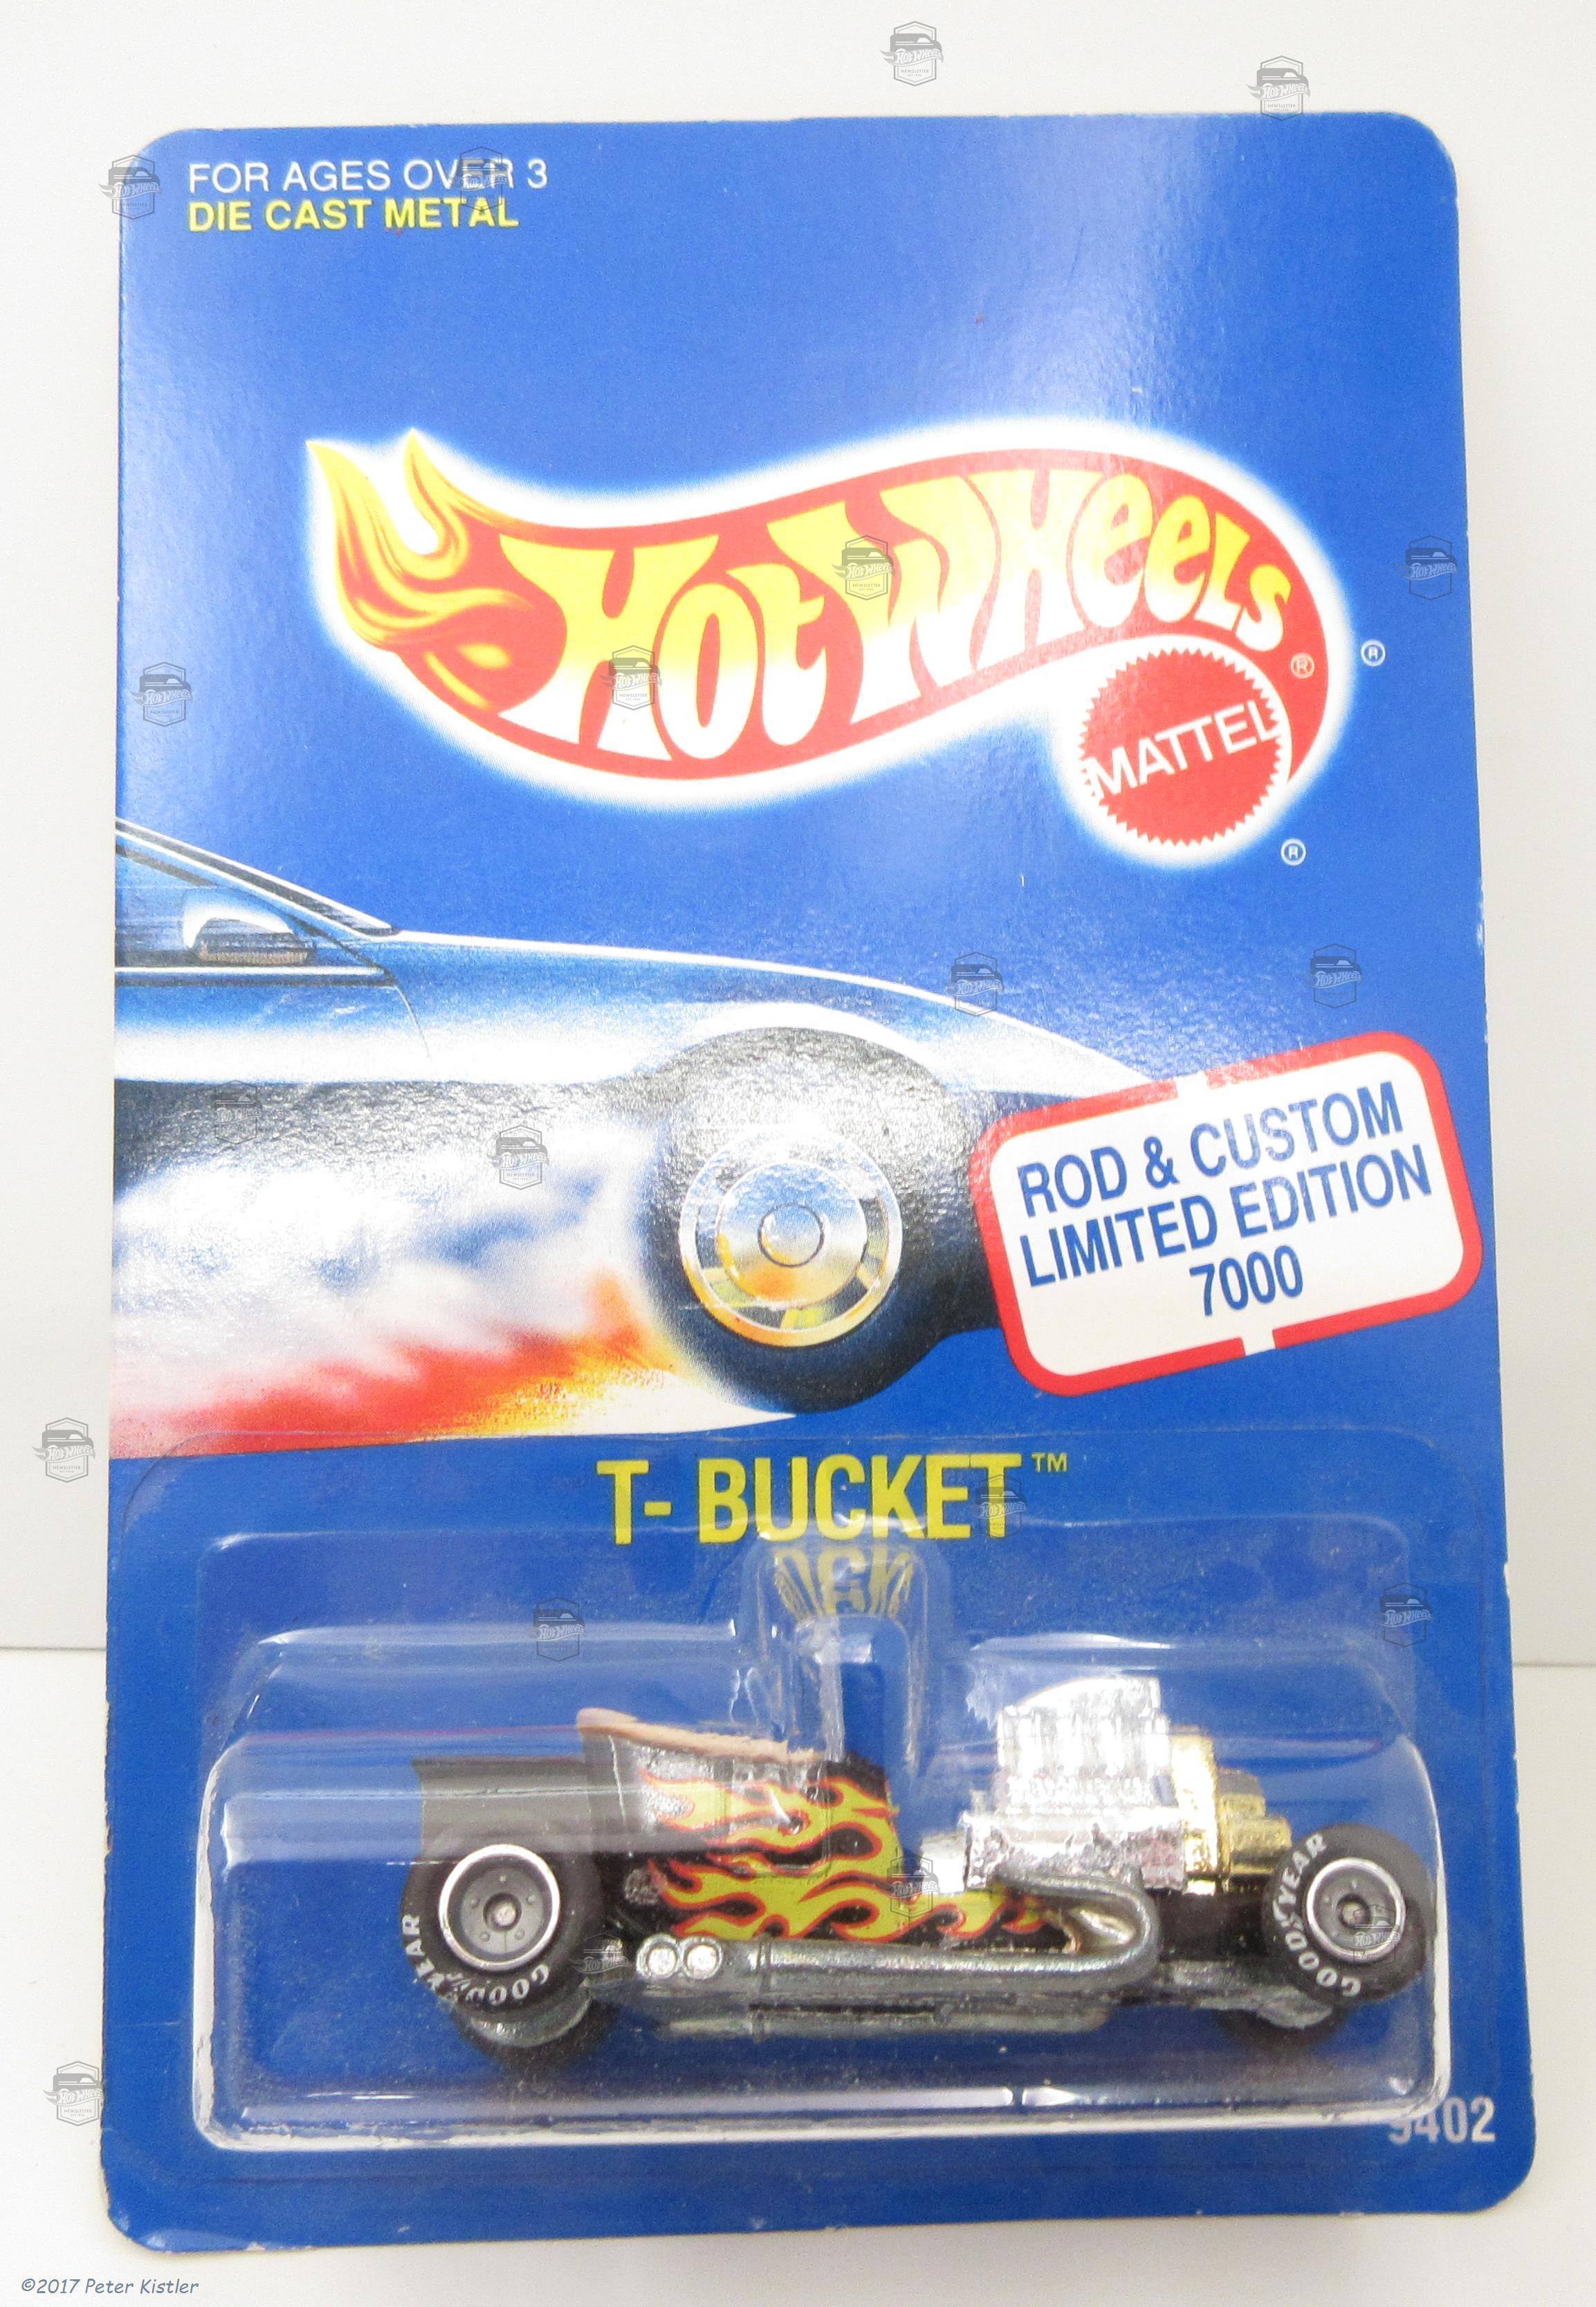 FOR AGES OVER 3
DIE CAST METAL
HOT WHEELS ®
®
MATTEL
®
ROD & CUSTOM
LIMITED EDITION
7000
T- BUCKET™
GOODYEAR
GOODYEAR
9402
©2017 Peter Kistler